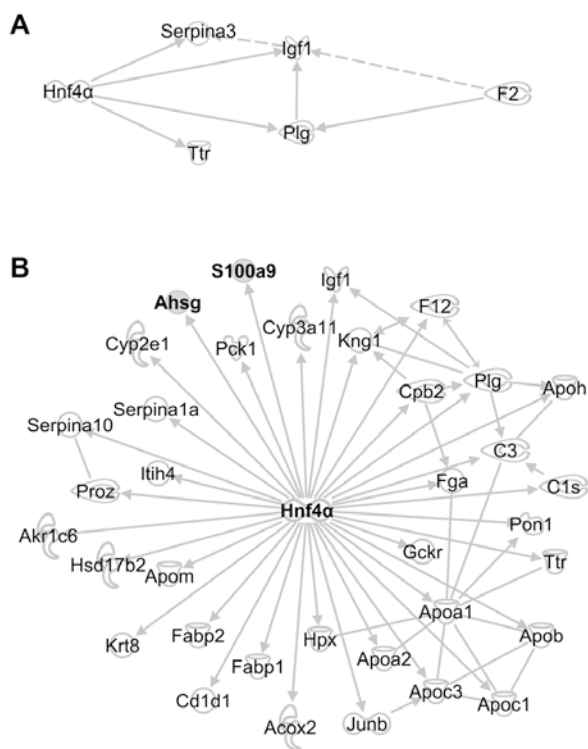 A
Serpina3
Igf1
Hnf4α
F2
Plg
Ttr
B
S100a9
Igf1
Ahsg
F12
Cyp3a11
Cyp2e1
Pck1
Kng1
Plg
Cpb2
Apoh
Serpina1a
Serpina10
C3
Itih4
Fga
Proz
C1s
Hnf4α
Pon1
Akr1c6
Gckr
Hsd17b2
Ttr
Apom
Apoa1
Fabp2
Hpx
Apob
Krt8
Apoa2
Fabp1
Apoc3
Apoc1
Cd1d1
Junb
Acox2